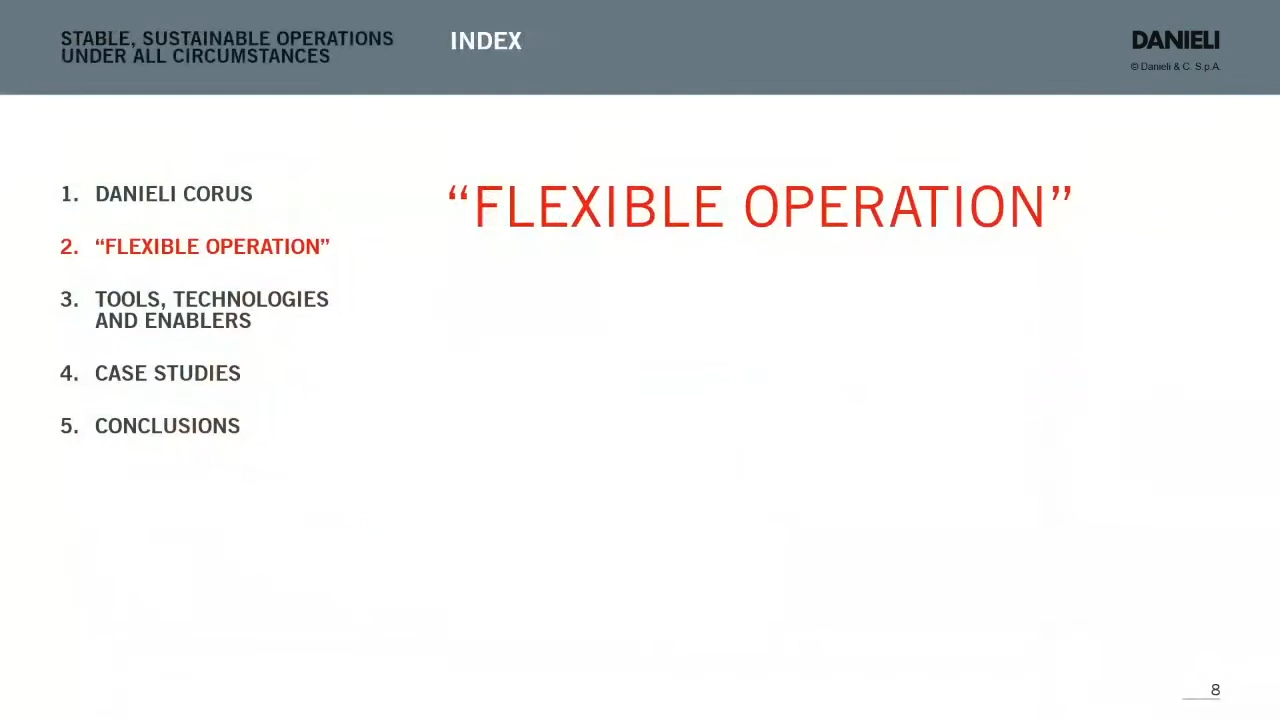 STABLE, SUSTAINABLE OPERATIONS
UNDER ALL CIRCUMSTANCES
INDEX
DANIELI
© Danieli & C. S.p.A.
1. DANIELI CORUS
2. “FLEXIBLE OPERATION”
3. TOOLS, TECHNOLOGIES
AND ENABLERS
4. CASE STUDIES
5. CONCLUSIONS
“FLEXIBLE OPERATION”
8